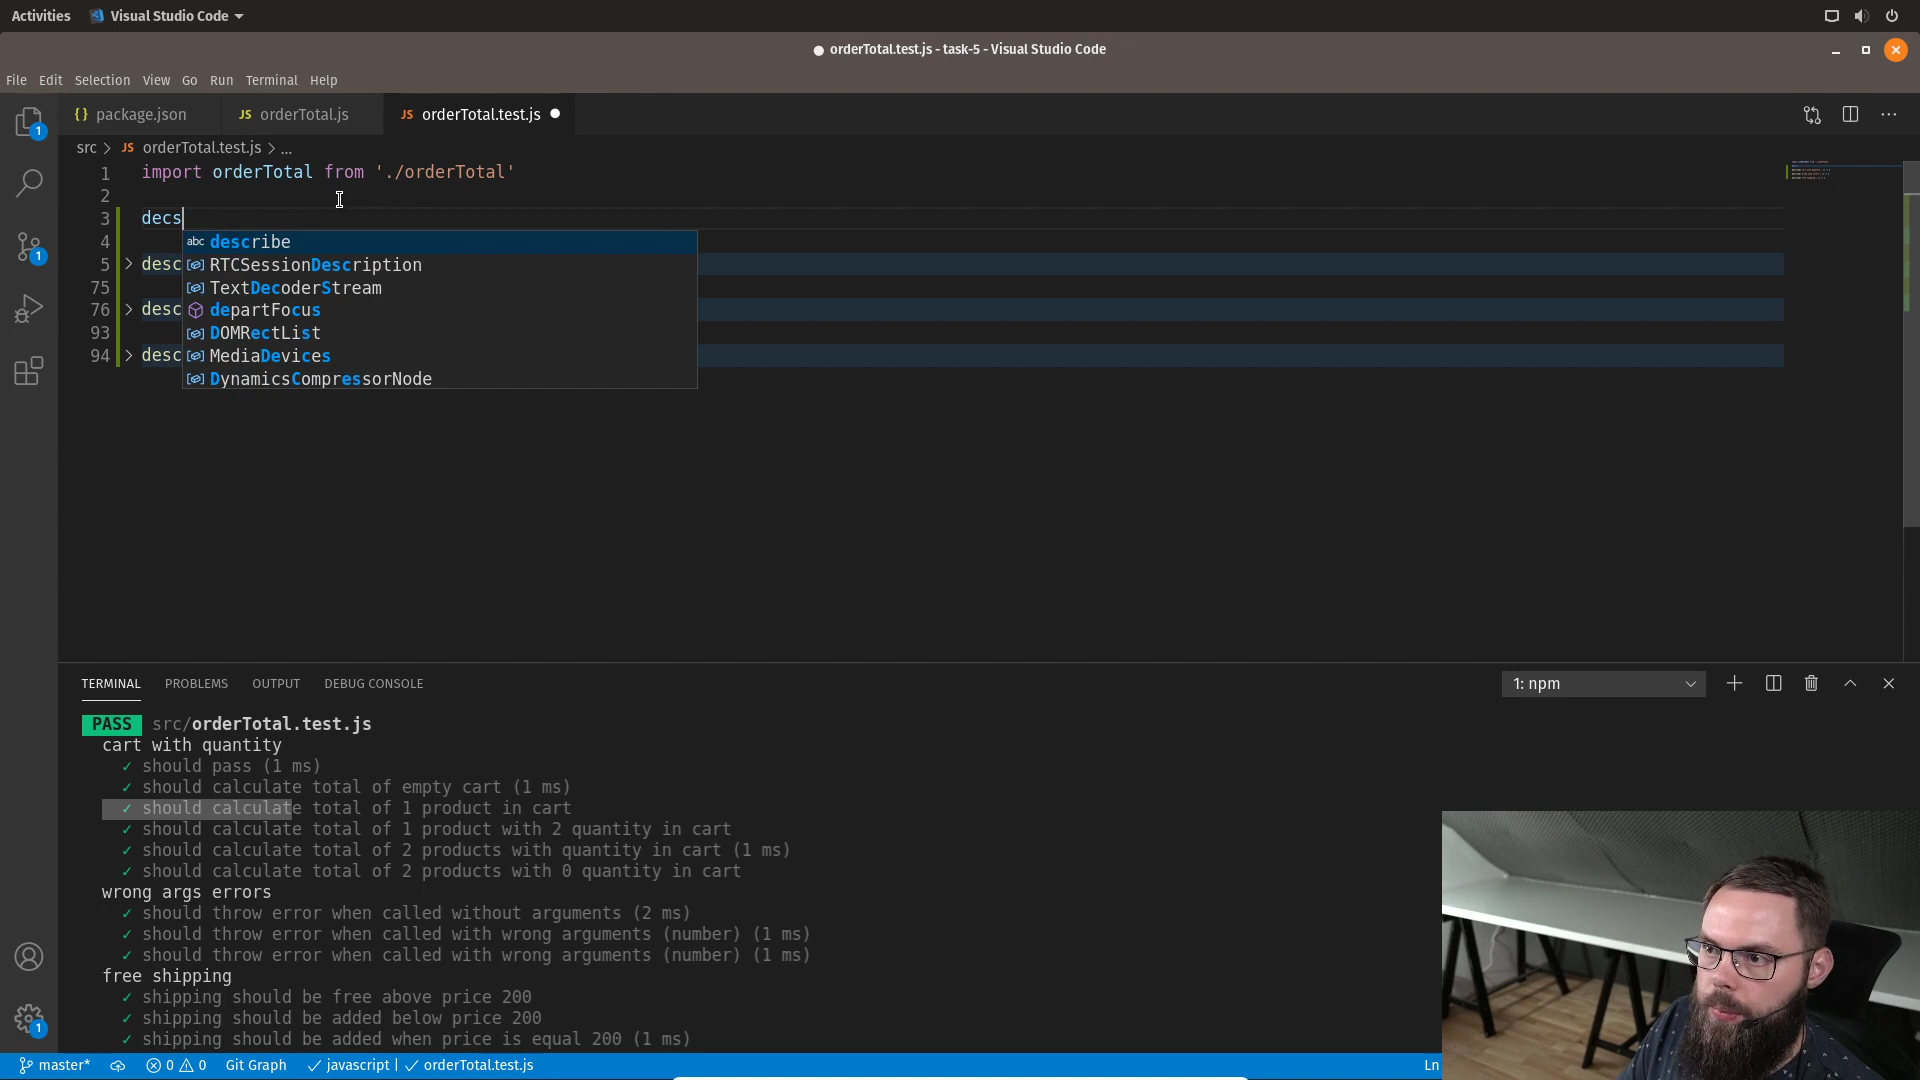 Activities Visual Studio Code
orderTotal.test.js - task-5 - Visual Studio Code
File Edit Selection View Go Run Terminal Help
{} package.json JS orderTotal.js JS orderTotal.test.js
src > JS orderTotal.test.js > ...
1 import orderTotal from './orderTotal'
2
3 decs
4 abc describe
5 desc RTCSessionDescription
75 TextDecoderStream
76 desc departFocus
93 DOMRectList
94 desc MediaDevices
DynamicsCompressorNode
TERMINAL PROBLEMS OUTPUT DEBUG CONSOLE 1: npm
PASS src/orderTotal.test.js
cart with quantity
✓ should pass (1 ms)
✓ should calculate total of empty cart (1 ms)
✓ should calculate total of 1 product in cart
✓ should calculate total of 1 product with 2 quantity in cart
✓ should calculate total of 2 products with quantity in cart (1 ms)
✓ should calculate total of 2 products with 0 quantity in cart
wrong args errors
✓ should throw error when called without arguments (2 ms)
✓ should throw error when called with wrong arguments (number) (1 ms)
✓ should throw error when called with wrong arguments (number) (1 ms)
free shipping
✓ shipping should be free above price 200
✓ shipping should be added below price 200
✓ shipping should be added when price is equal 200 (1 ms)
1
1
1
master* 0 0 Git Graph ✓ javascript | ✓ orderTotal.test.js Ln